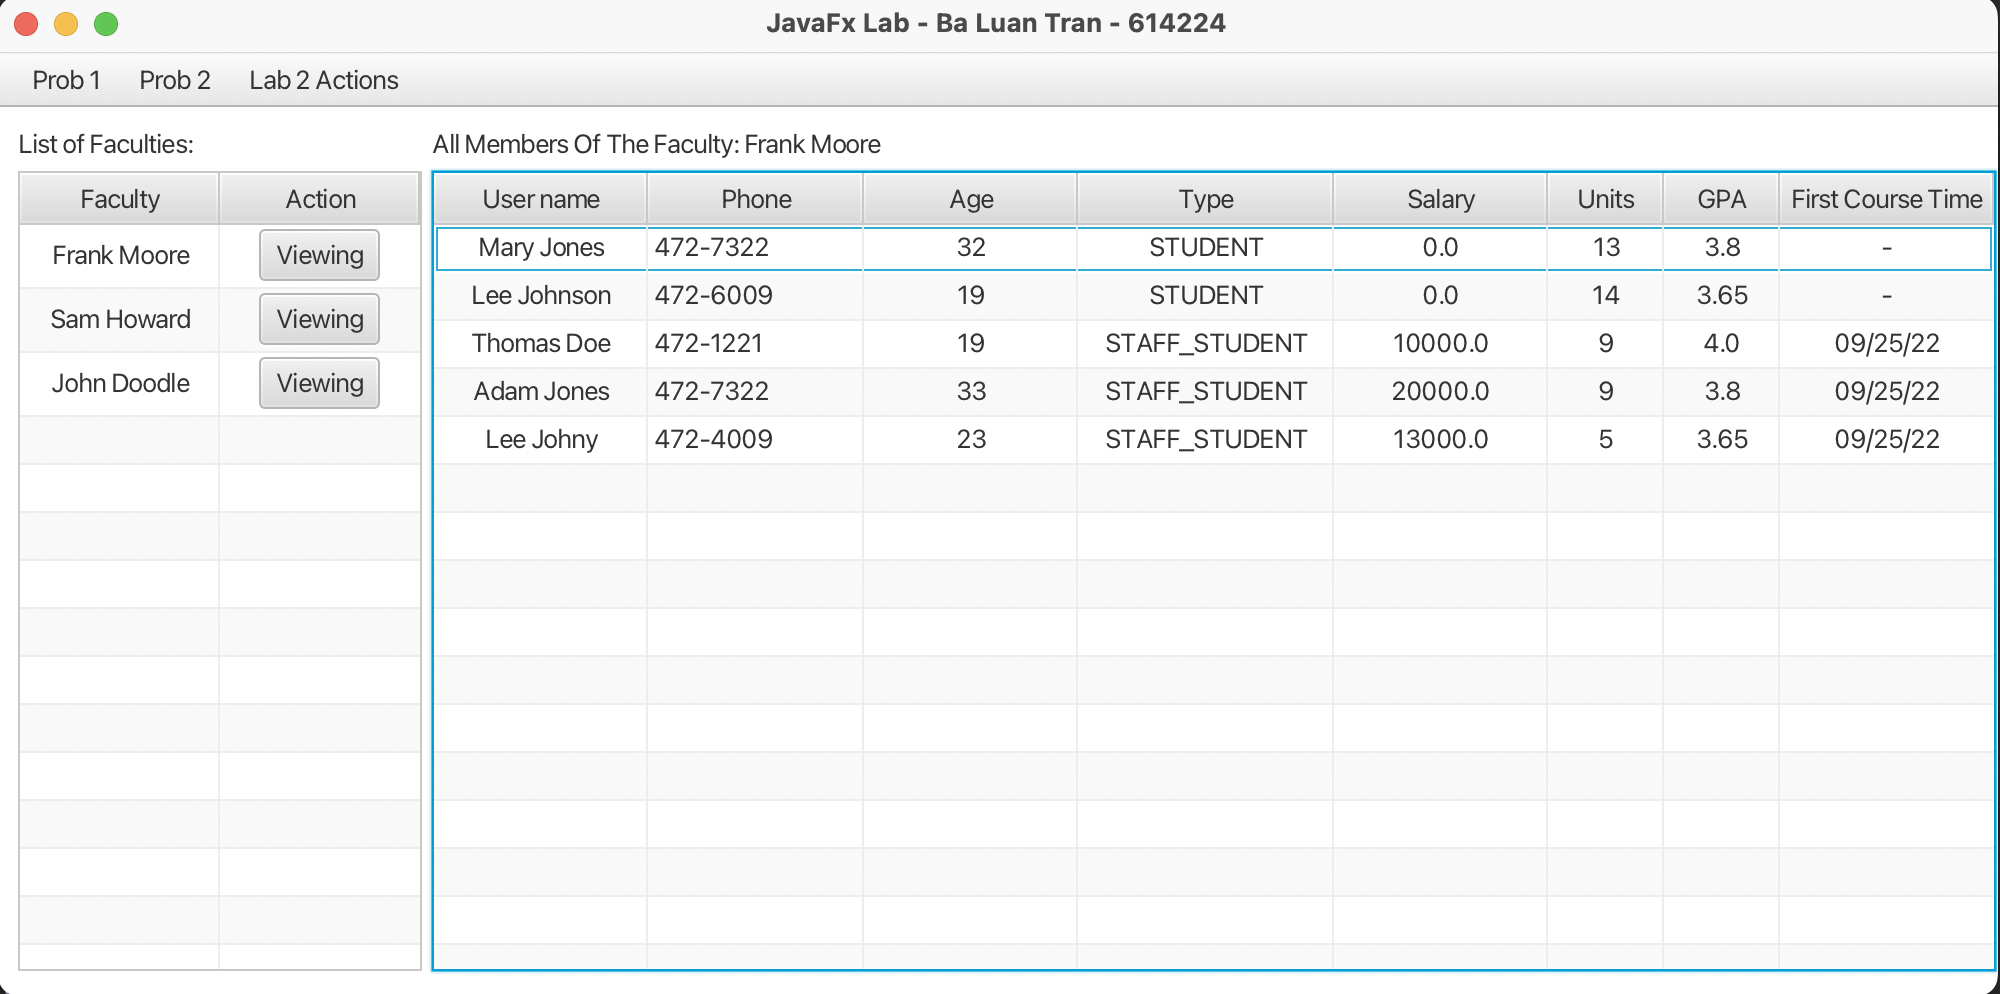 JavaFx Lab - Ba Luan Tran - 614224
Prob 1 Prob 2 Lab 2 Actions
List of Faculties:
Faculty Action
Frank Moore Viewing
Sam Howard Viewing
John Doodle Viewing
All Members Of The Faculty: Frank Moore
User name Phone Age Type Salary Units GPA First Course Time
Mary Jones 472-7322 32 STUDENT 0.0 13 3.8 -
Lee Johnson 472-6009 19 STUDENT 0.0 14 3.65 -
Thomas Doe 472-1221 19 STAFF_STUDENT 10000.0 9 4.0 09/25/22
Adam Jones 472-7322 33 STAFF_STUDENT 20000.0 9 3.8 09/25/22
Lee Johny 472-4009 23 STAFF_STUDENT 13000.0 5 3.65 09/25/22